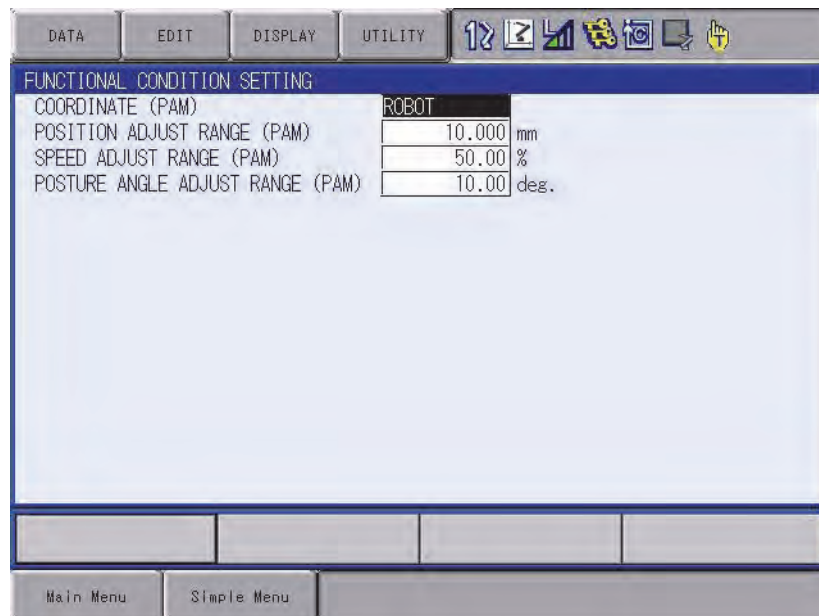 DATA EDIT DISPLAY UTILITY
FUNCTIONAL CONDITION SETTING
COORDINATE (PAM) ROBOT
POSITION ADJUST RANGE (PAM) 10.000 mm
SPEED ADJUST RANGE (PAM) 50.00 %
POSTURE ANGLE ADJUST RANGE (PAM) 10.00 deg.
Main Menu Simple Menu